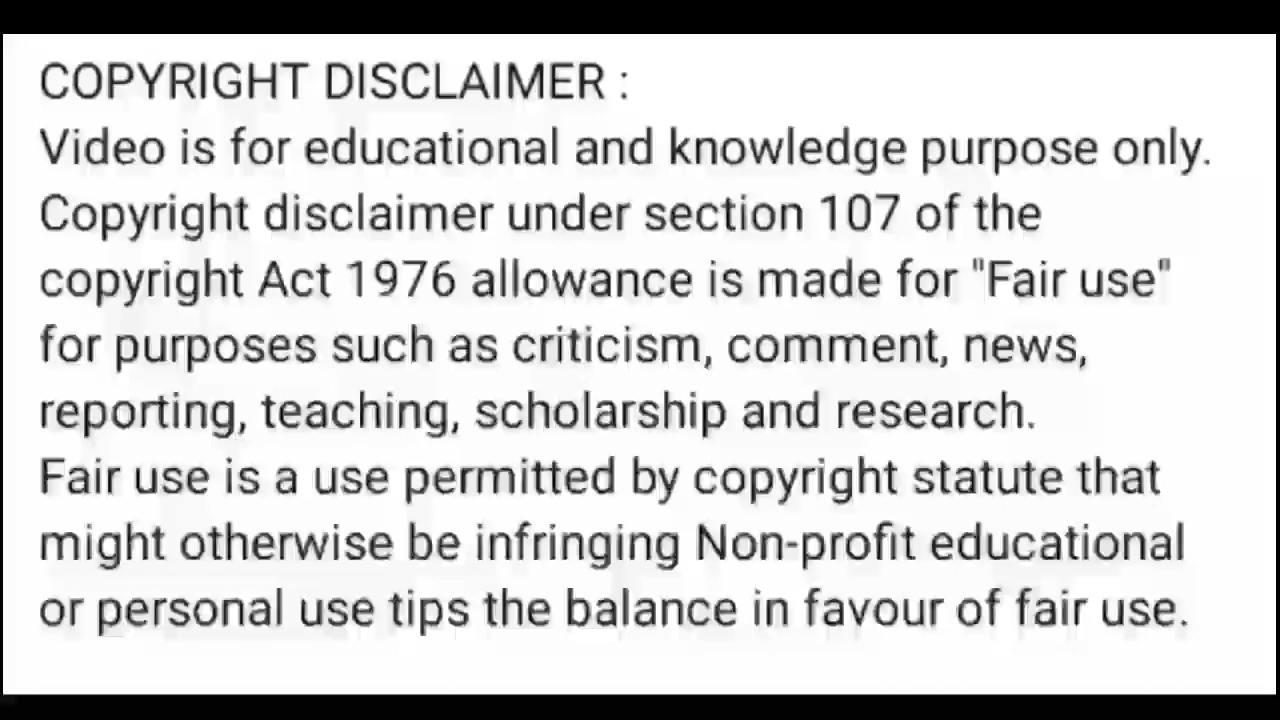 COPYRIGHT DISCLAIMER :
Video is for educational and knowledge purpose only.
Copyright disclaimer under section 107 of the
copyright Act 1976 allowance is made for "Fair use"
for purposes such as criticism, comment, news,
reporting, teaching, scholarship and research.
Fair use is a use permitted by copyright statute that
might otherwise be infringing Non-profit educational
or personal use tips the balance in favour of fair use.